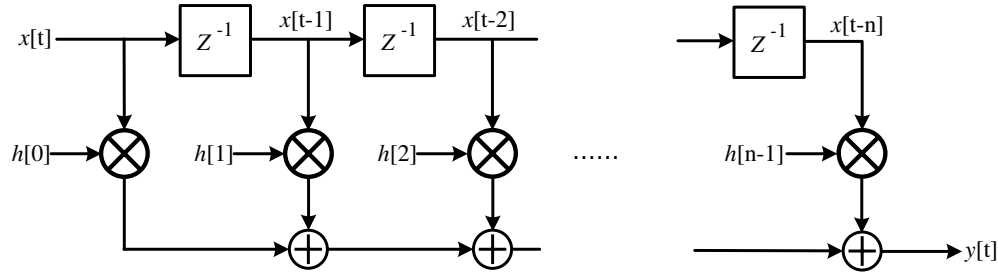 x[t] Z⁻¹ x[t-1] Z⁻¹ x[t-2] Z⁻¹ x[t-n]
h[0] h[1] h[2] ...... h[n-1]
y[t]